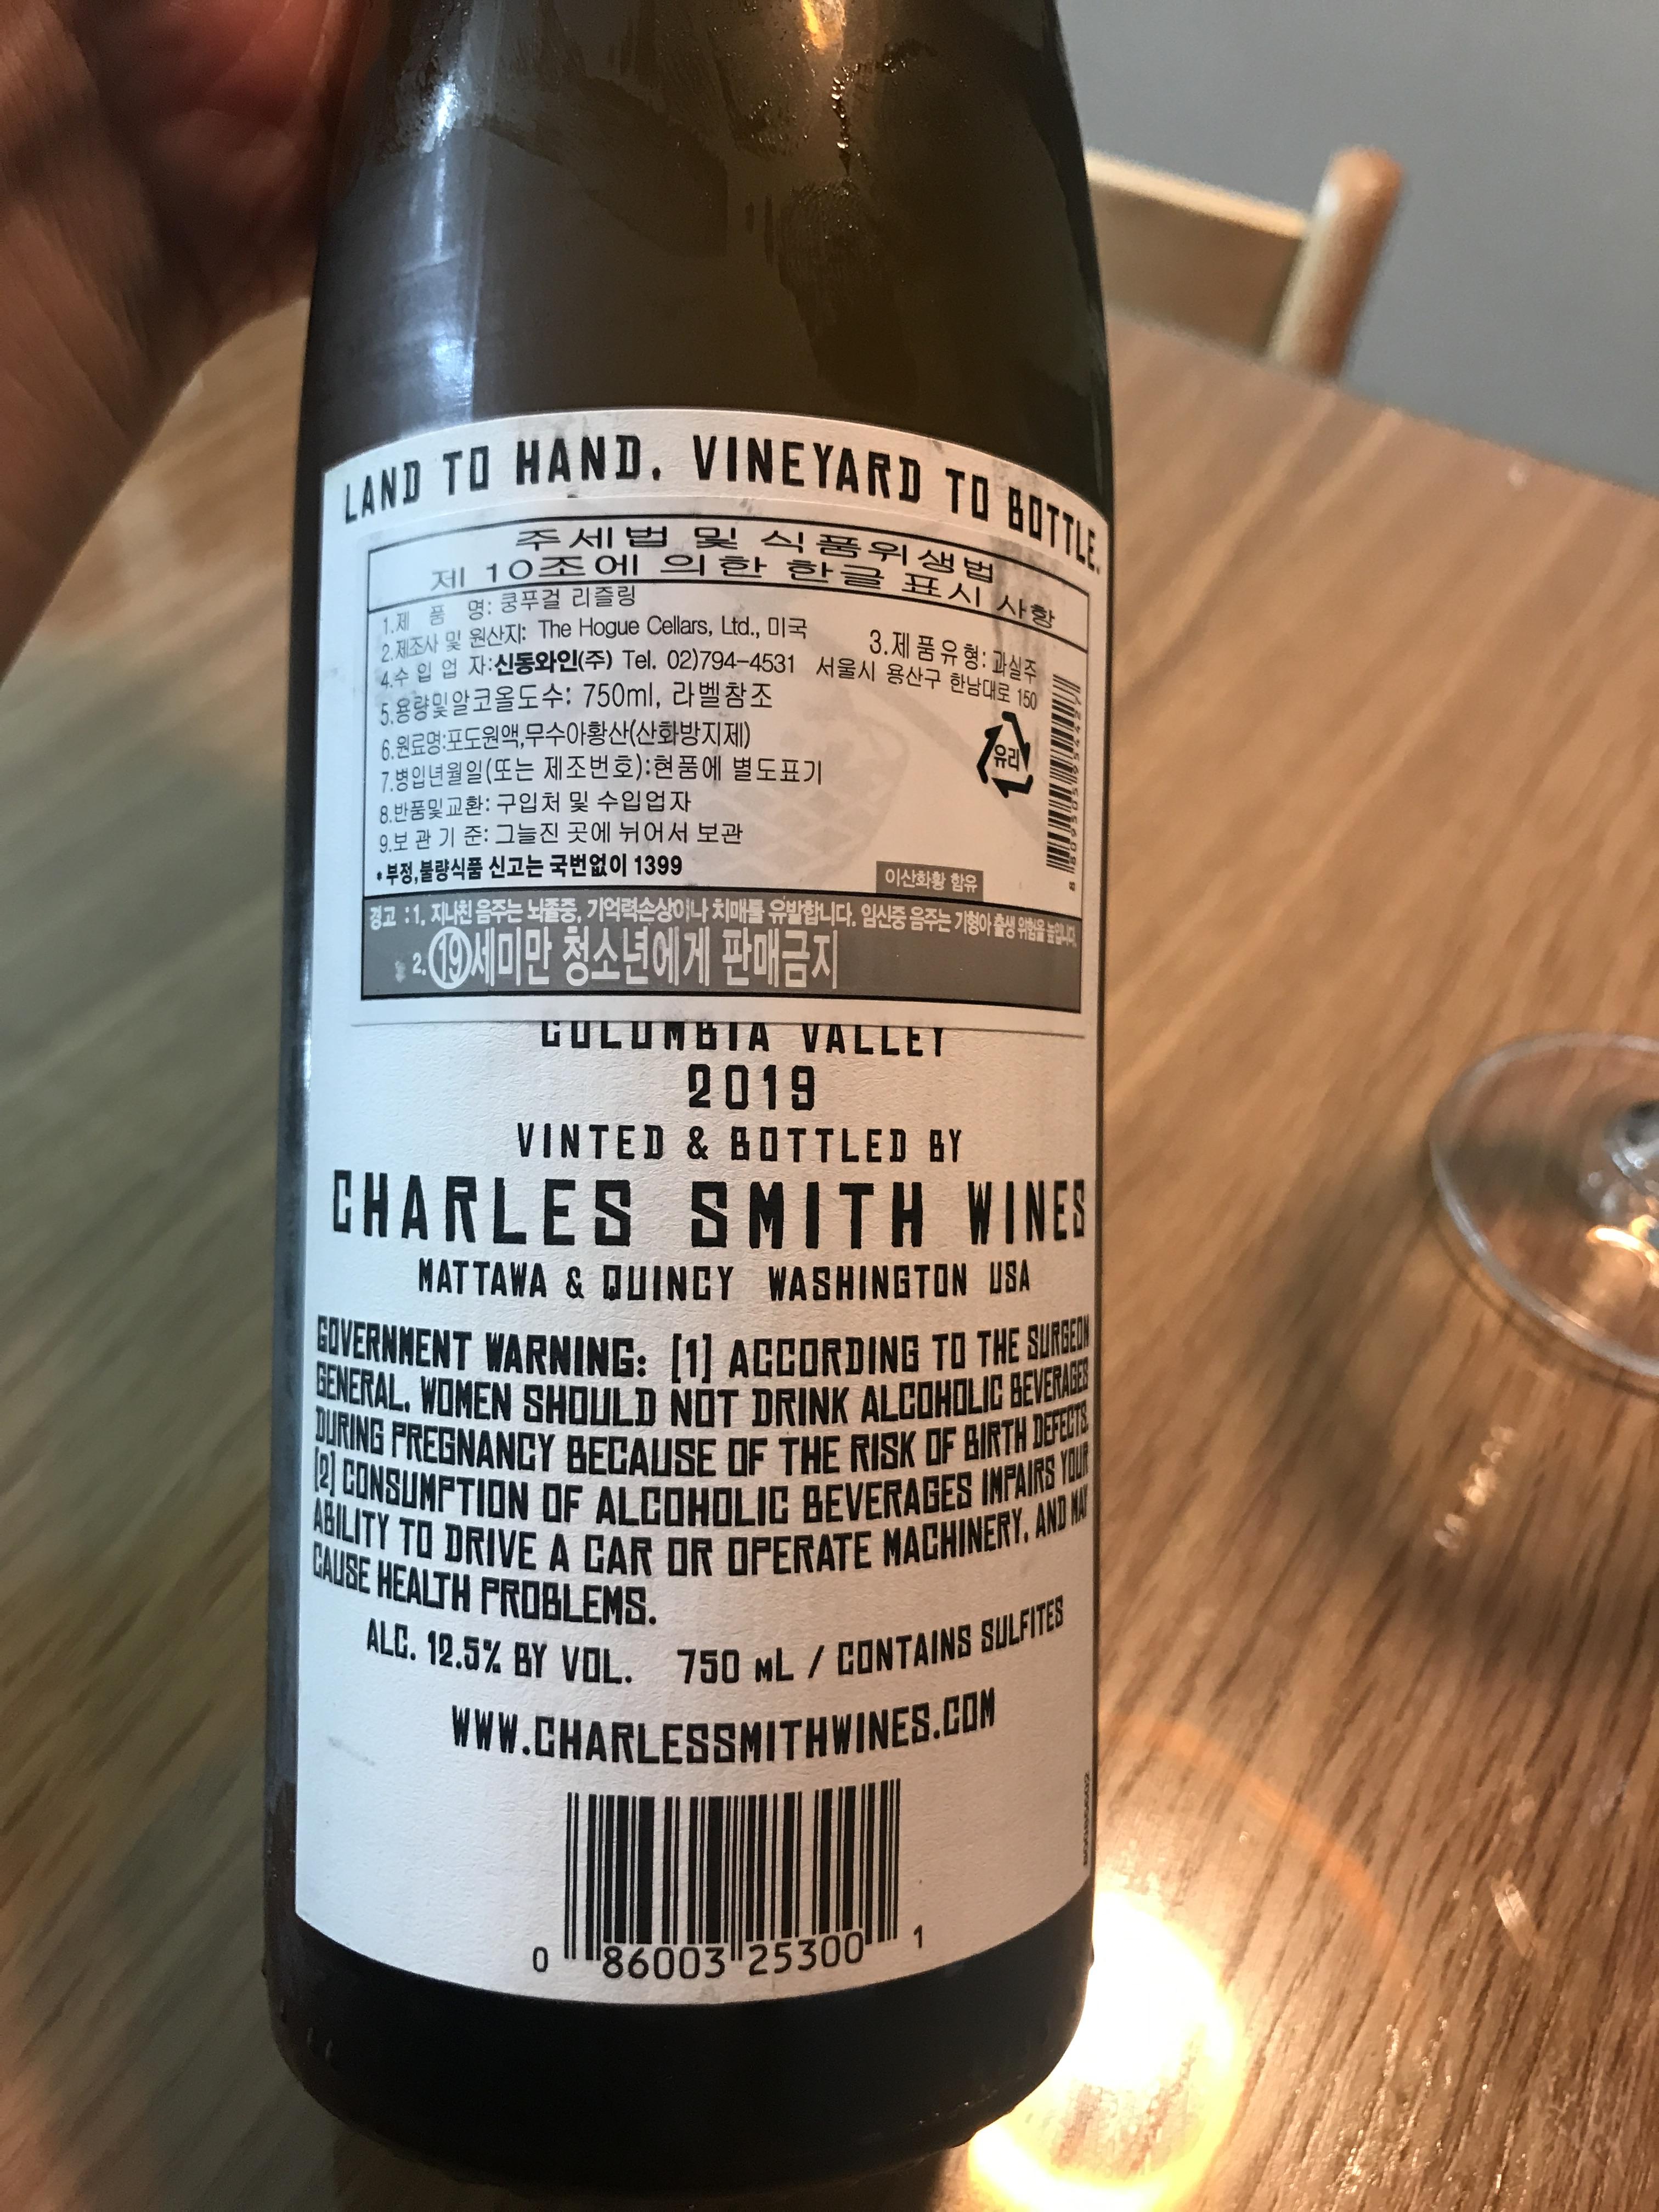 LAND TO HAND, VINEYARD TO BOTTLE.
주세법 및 식품위생법
제 10조에 의한 한글 표시 사항
1.제 품 명: 쿵푸걸 리즐링
2.제조사 및 원산지: The Hogue Cellars, Ltd., 미국 3.제품유형: 과실주
4.수 입 업 자:신동와인(주) Tel. 02)794-4531 서울시 용산구 한남대로 150
5.용량및알코올도수: 750ml, 라벨참조
6.원료명:포도원액,무수아황산(산화방지제)
7.병입년월일(또는 제조번호):현품에 별도표기
8.반품및교환: 구입처 및 수입업자
9.보 관 기 준: 그늘진 곳에 뉘어서 보관
•부정,불량식품 신고는 국번없이 1399
유리
이산화황 함유
경고 :1. 지나친 음주는 뇌졸중, 기억력손상이나 치매를 유발합니다. 임신중 음주는 기형아 출생 위험을 높입니다.
2. 19세미만 청소년에게 판매금지
COLUMBIA VALLEY
2019
VINTED & BOTTLED BY
CHARLES SMITH WINES
MATTAWA & QUINCY WASHINGTON USA
GOVERNMENT WARNING: [1] ACCORDING TO THE SURGEON
GENERAL, WOMEN SHOULD NOT DRINK ALCOHOLIC BEVERAGES
DURING PREGNANCY BECAUSE OF THE RISK OF BIRTH DEFECTS.
[2] CONSUMPTION OF ALCOHOLIC BEVERAGES IMPAIRS YOUR
ABILITY TO DRIVE A CAR OR OPERATE MACHINERY, AND MAY
CAUSE HEALTH PROBLEMS.
ALC. 12.5% BY VOL. 750 mL / CONTAINS SULFITES
WWW.CHARLESSMITHWINES.COM
0 86003 25300 1